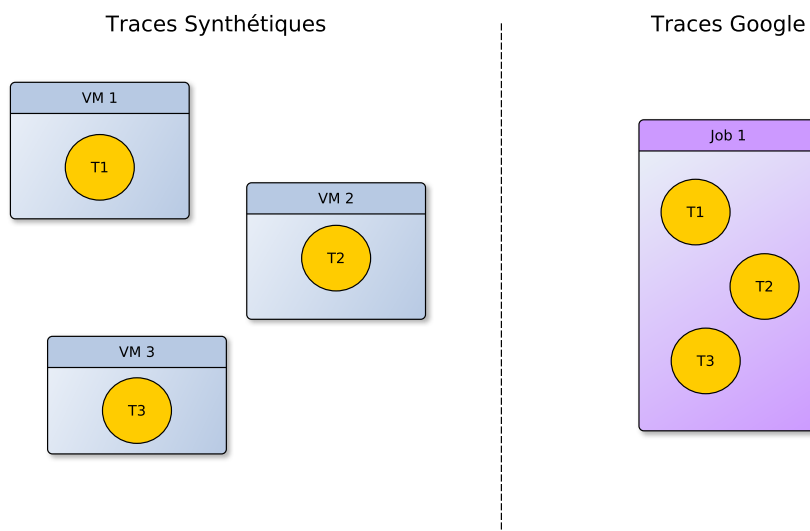 Traces Synthétiques
Traces Google
VM 1
T1
VM 2
T2
VM 3
T3
Job 1
T1
T2
T3